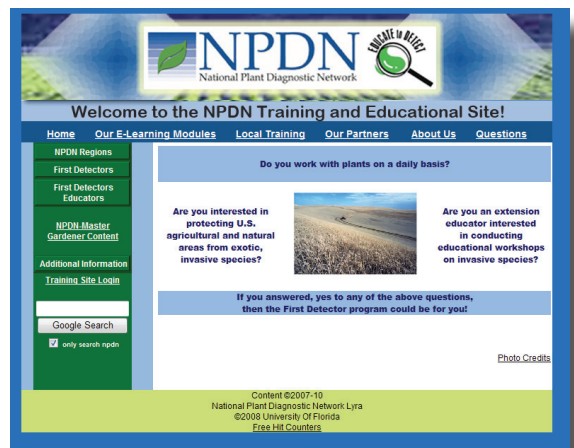 NPDN
National Plant Diagnostic Network
EDUCATE to DETECT
Welcome to the NPDN Training and Educational Site!
Home Our E-Learning Modules Local Training Our Partners About Us Questions
NPDN Regions
First Detectors
First Detectors
Educators
NPDN-Master
Gardener Content
Additional Information
Training Site Login
Google Search
only search npdn
Do you work with plants on a daily basis?
Are you interested in
protecting U.S.
agricultural and natural
areas from exotic,
invasive species?
Are you an extension
educator interested
in conducting
educational workshops
on invasive species?
If you answered, yes to any of the above questions,
then the First Detector program could be for you!
Photo Credits
Content ©2007-10
National Plant Diagnostic Network Lyra
©2008 University Of Florida
Free Hit Counters